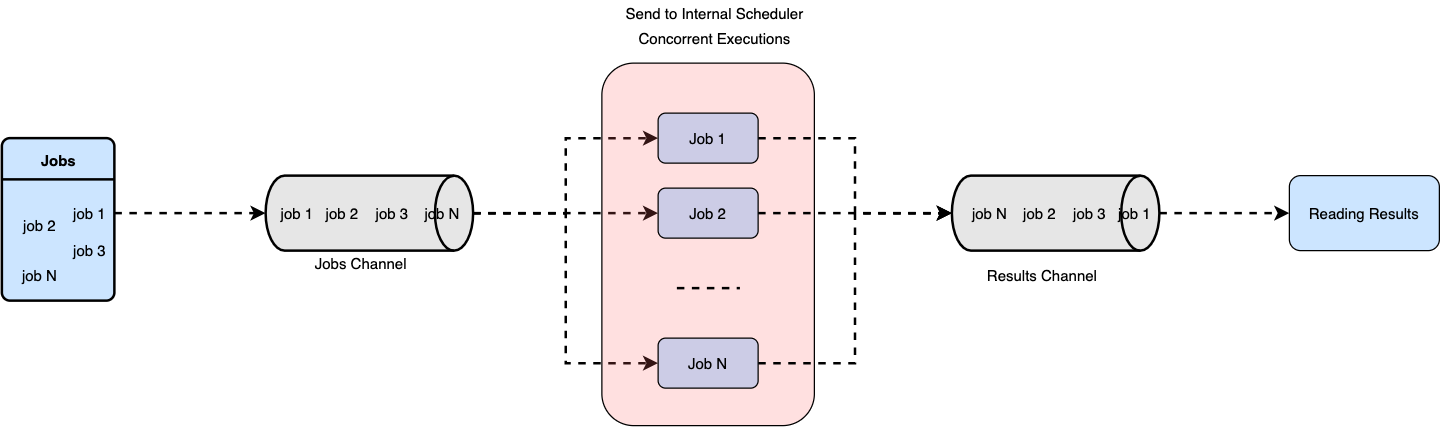 Send to Internal Scheduler
Concorrent Executions
Jobs
job 1
job 2
job 3
job N
job 1 job 2 job 3 job N
Jobs Channel
Job 1
Job 2
Job N
job N job 2 job 3 job 1
Results Channel
Reading Results